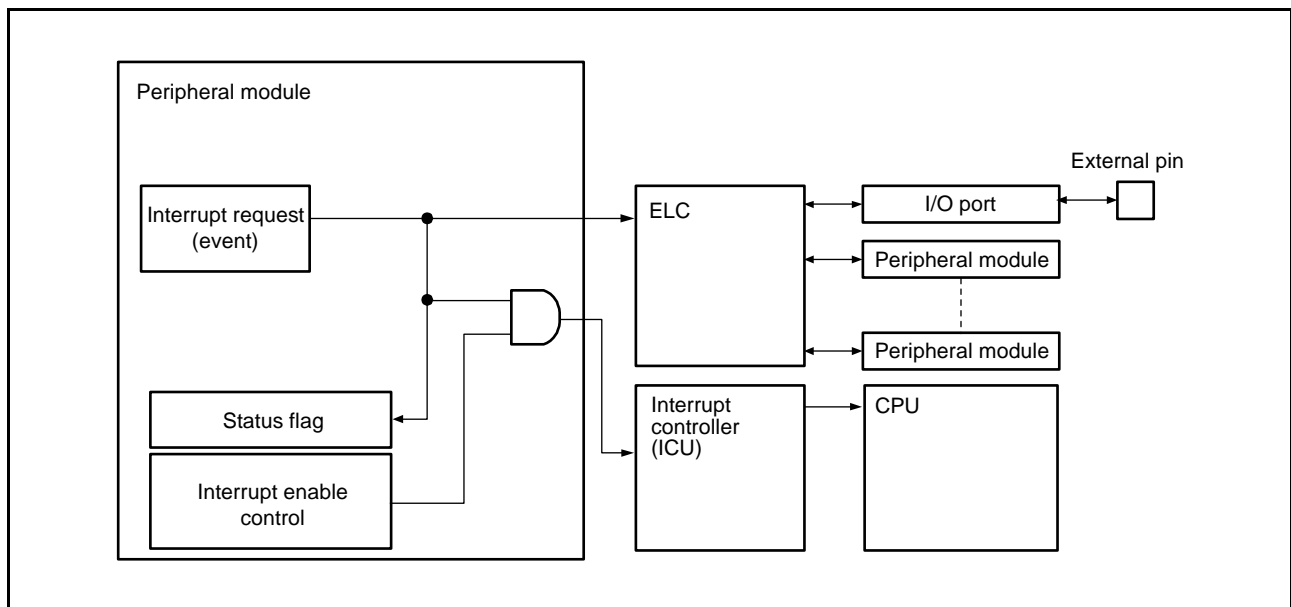 Peripheral module
External pin
Interrupt request
(event)
ELC
I/O port
Peripheral module
Peripheral module
Status flag
Interrupt
controller
(ICU)
CPU
Interrupt enable
control